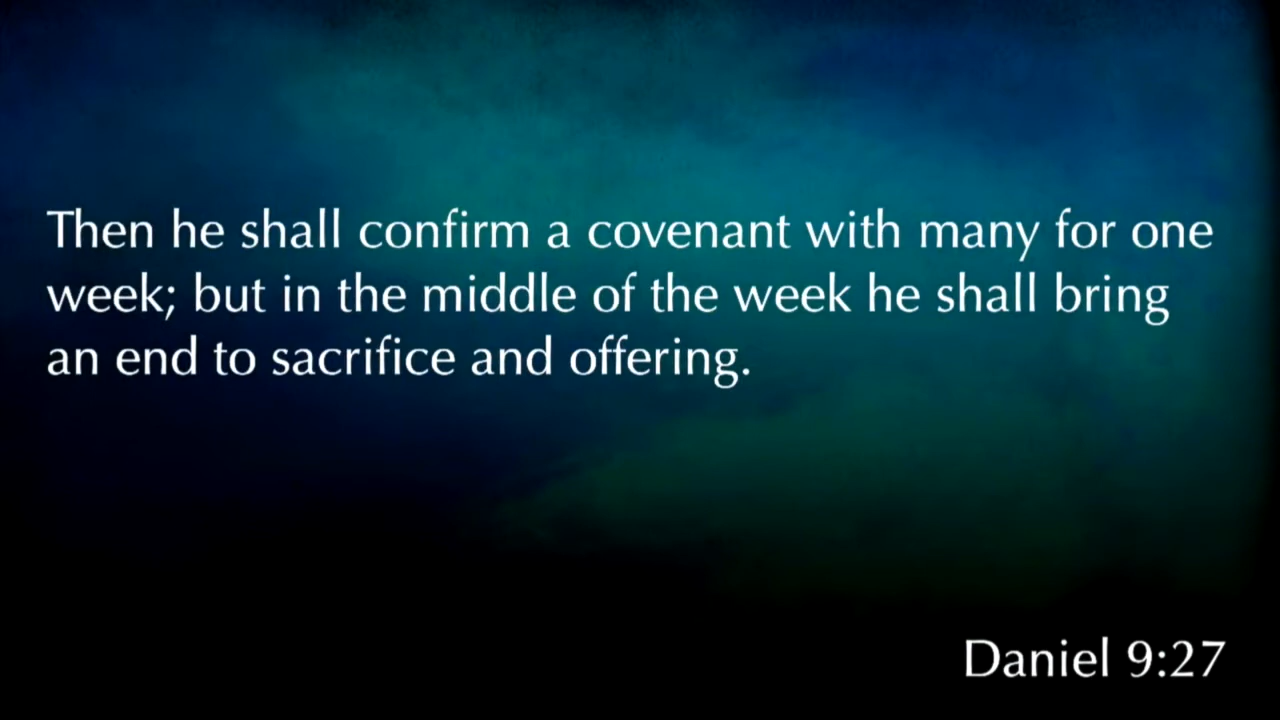 Then he shall confirm a covenant with many for one
week; but in the middle of the week he shall bring
an end to sacrifice and offering.
Daniel 9:27